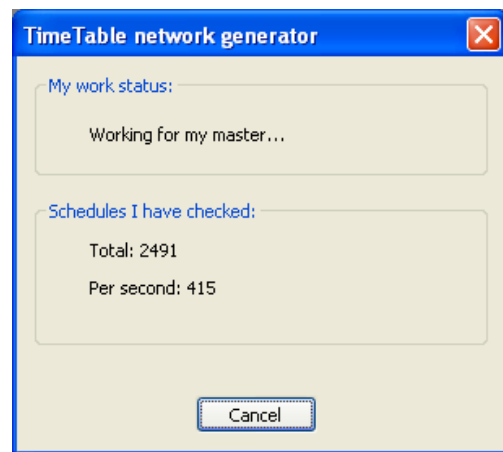 TimeTable network generator
My work status:
Working for my master...
Schedules I have checked:
Total: 2491
Per second: 415
Cancel